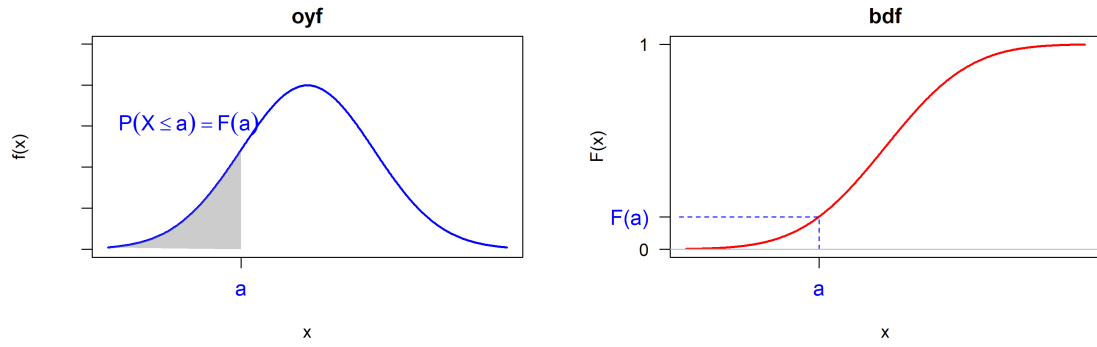 oyf
f(x)
P(X ≤ a) = F(a)
a
x
bdf
F(x)
1
F(a)
0
a
x